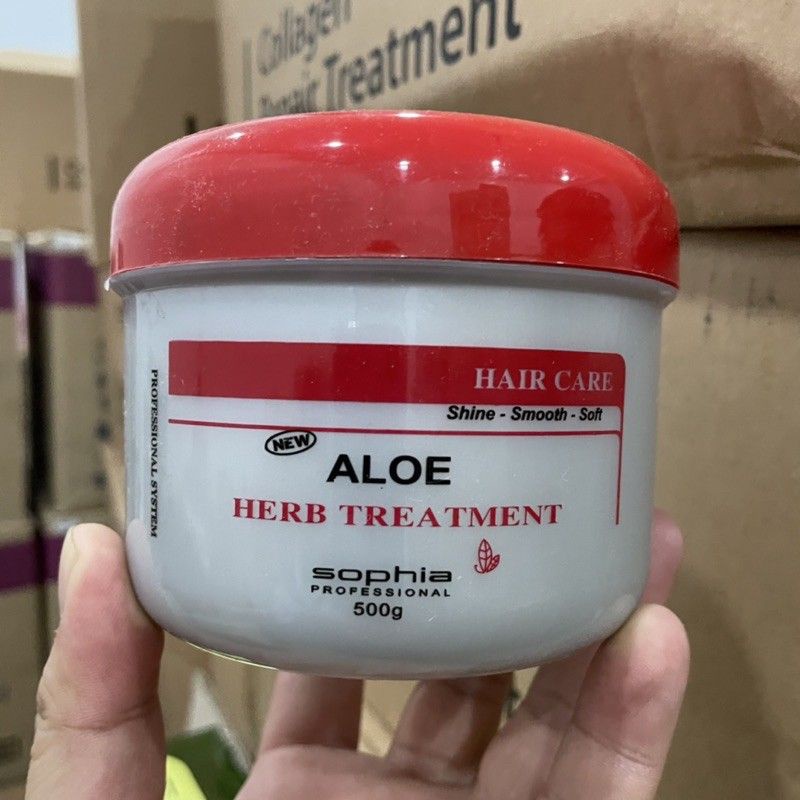 Collagen
Repair Treatment
HAIR CARE
Shine - Smooth - Soft
NEW
ALOE
HERB TREATMENT
sophia
PROFESSIONAL
500g
PROFESSIONAL SYSTEM